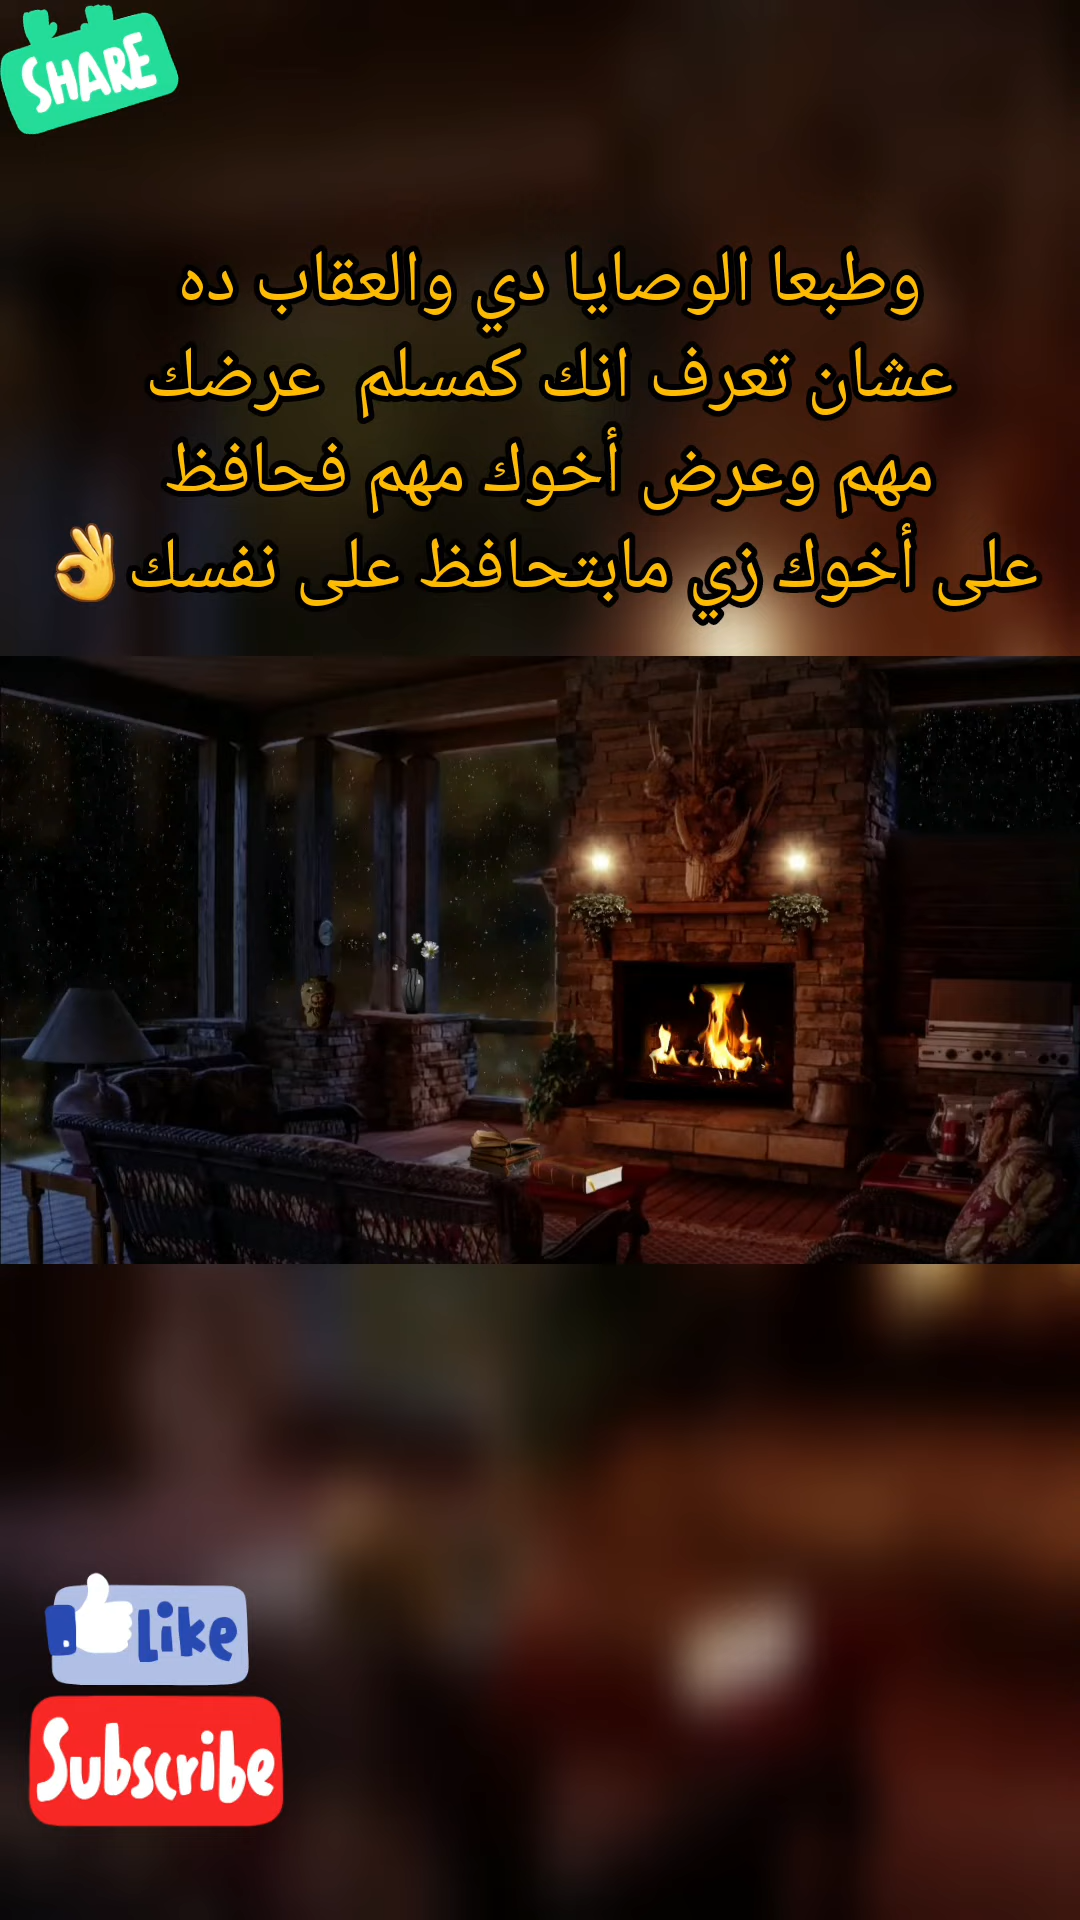 SHARE
وطبعا الوصايا دي والعقاب ده
عشان تعرف انك كمسلم عرضك
مهم وعرض أخوك مهم فحافظ
على أخوك زي مابتحافظ على نفسك👌
Like
Subscribe